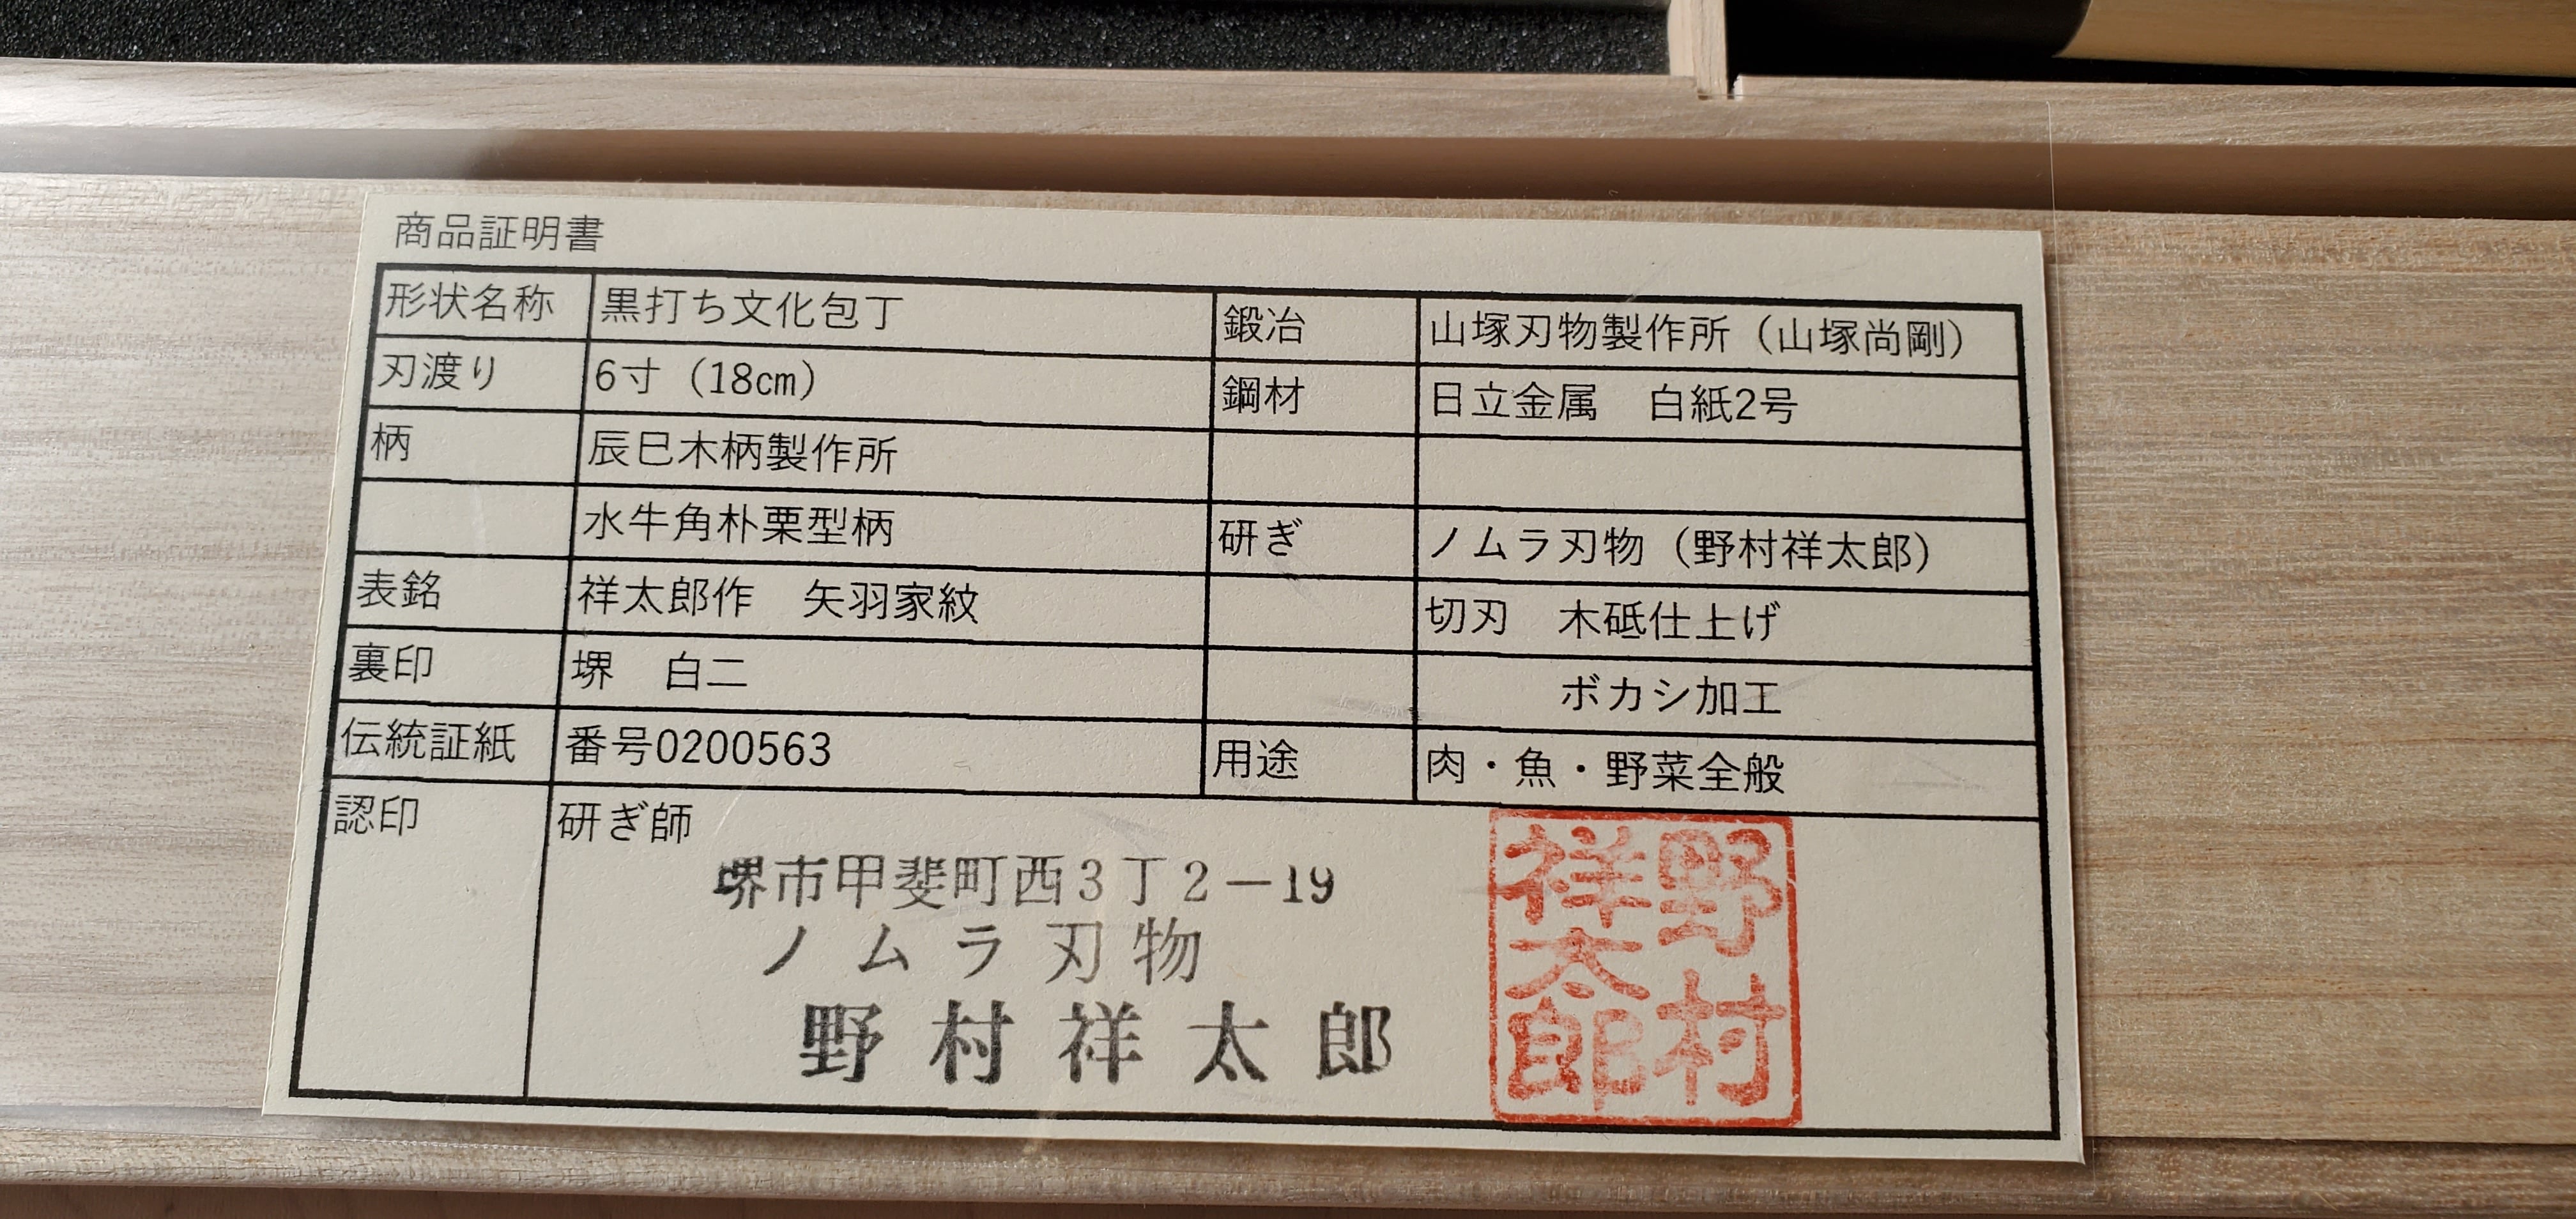 商品証明書
形状名称 黒打ち文化包丁 鍛冶 山塚刃物製作所（山塚尚剛）
刃渡り 6寸（18cm） 鋼材 日立金属　白紙2号
柄 辰巳木柄製作所
水牛角朴栗型柄 研ぎ ノムラ刃物（野村祥太郎）
表銘 祥太郎作　矢羽家紋 切刃　木砥仕上げ
裏印 堺　白二 ボカシ加工
伝統証紙 番号0200563 用途 肉・魚・野菜全般
認印 研ぎ師
堺市甲斐町西3丁2－19
ノムラ刃物
野村祥太郎
野村
祥太郎